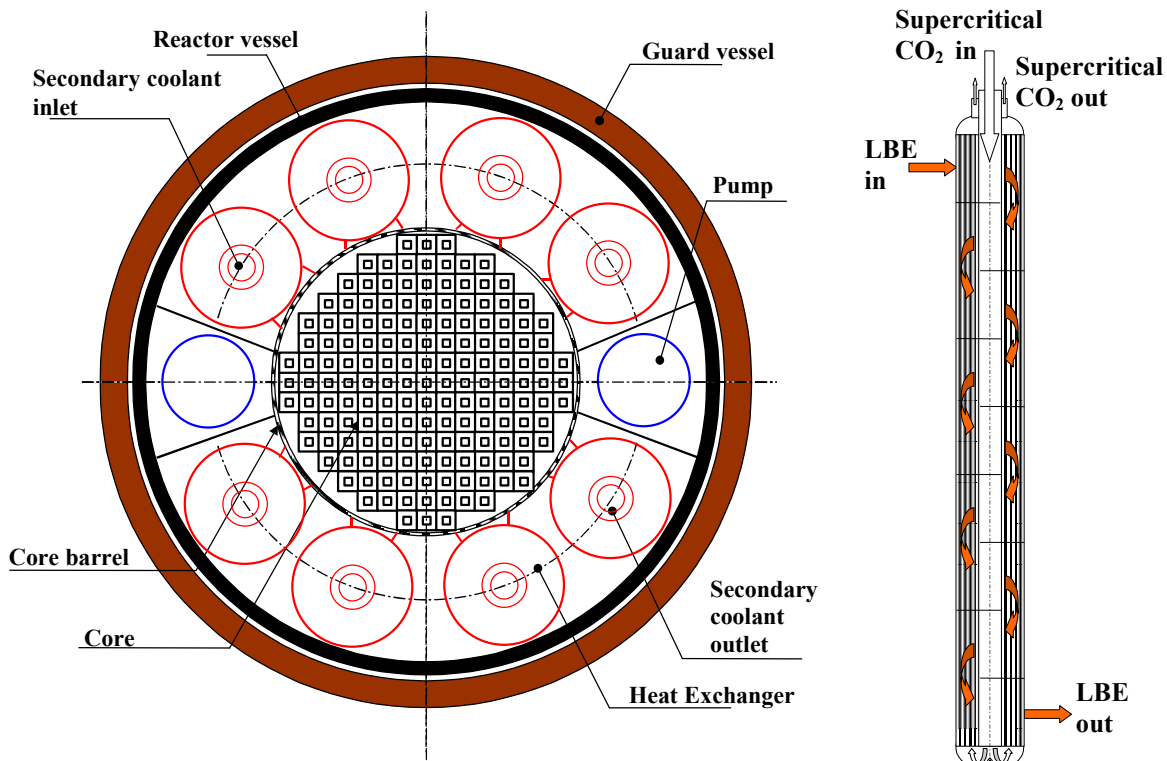 Reactor vessel
Secondary coolant
inlet
Guard vessel
Pump
Core barrel
Core
Secondary
coolant
outlet
Heat Exchanger
Supercritical
CO₂ in
Supercritical
CO₂ out
LBE
in
LBE
out